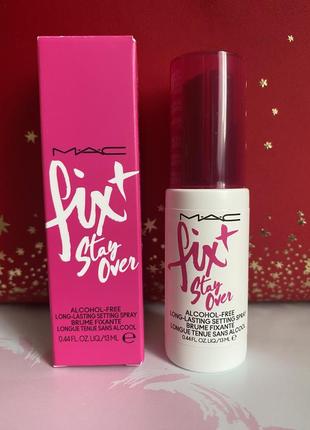 MAC
fix+
Stay
Over
ALCOHOL-FREE
LONG-LASTING SETTING SPRAY
BRUME FIXANTE
LONGUE TENUE SANS ALCOOL
0.44 FL.OZ.LIQ/13 ML ℮
MAC
fix+
Stay
Over
ALCOHOL-FREE
LONG-LASTING SETTING SPRAY
BRUME FIXANTE
LONGUE TENUE SANS ALCOOL
0.44 FL.OZ.LIQ/13 ML ℮